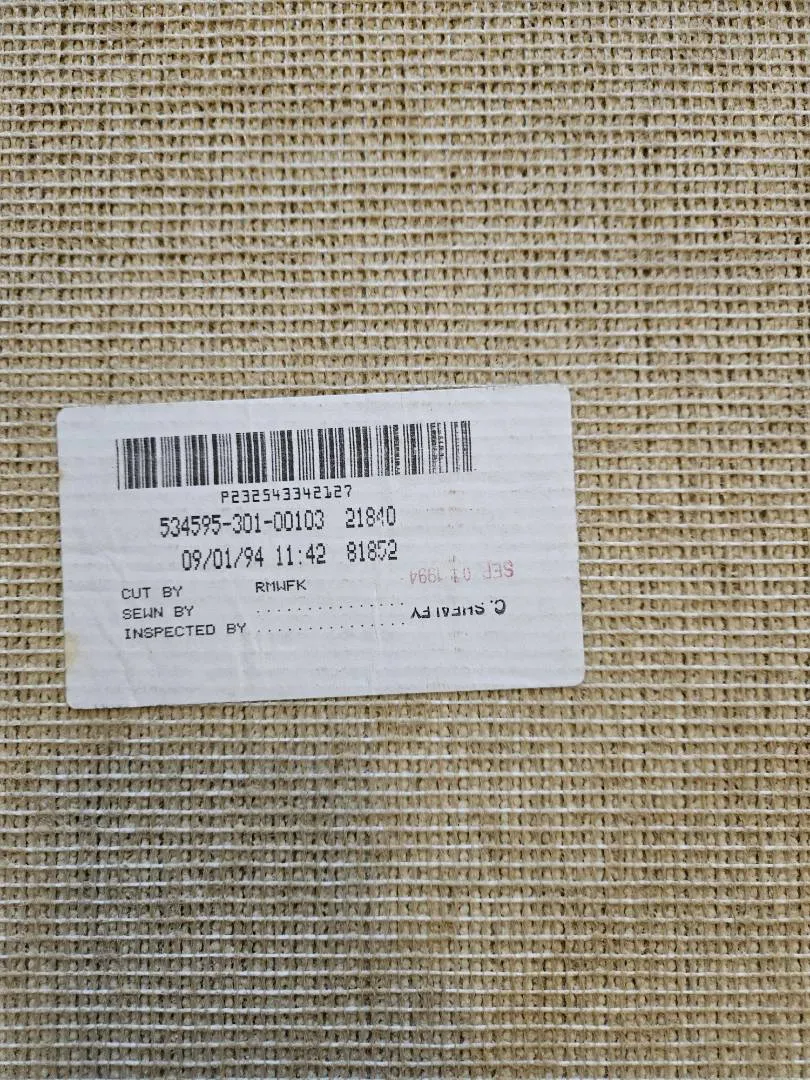 P232543342127
534595-301-00103 21840
09/01/94 11:42 81852
SEP 01 1994
CUT BY RMWFK
SEWN BY ................
INSPECTED BY ................
C.